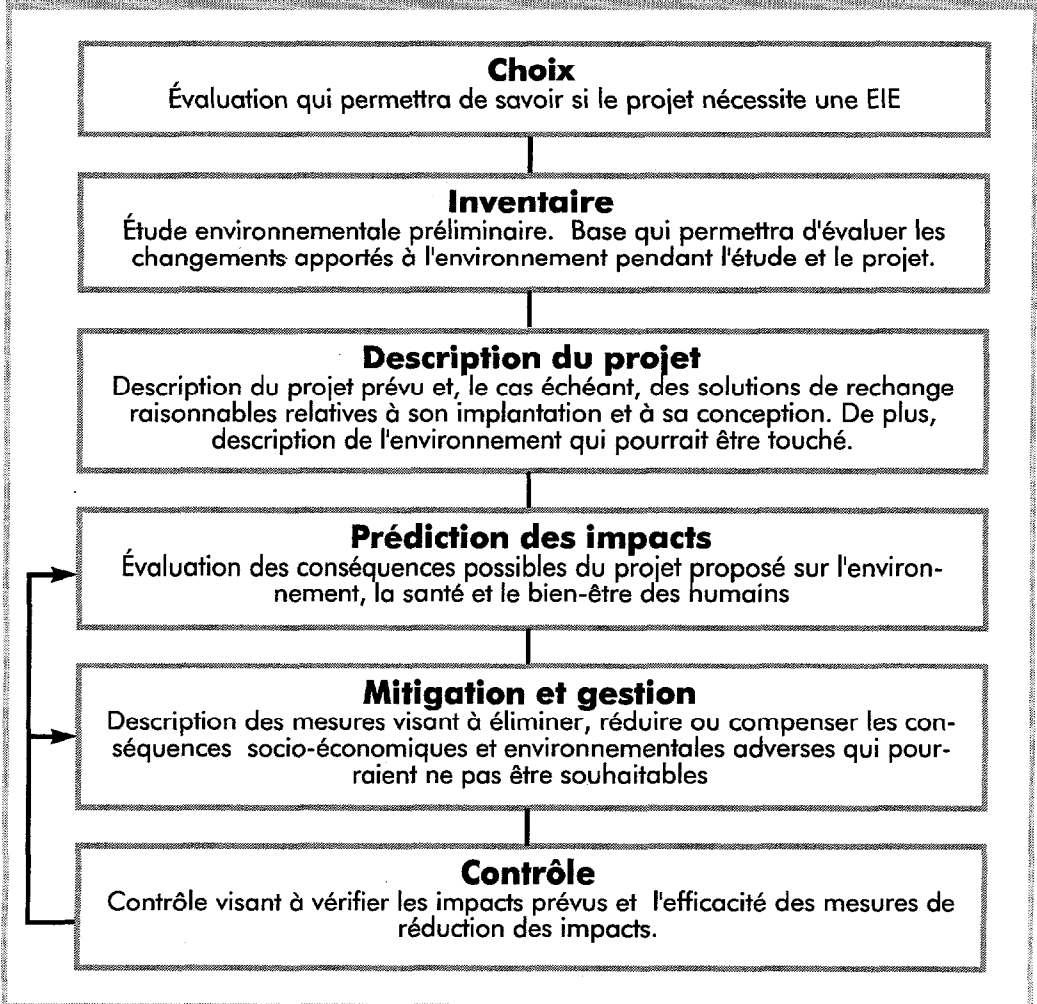 Choix
Évaluation qui permettra de savoir si le projet nécessite une EIE
Inventaire
Étude environnementale préliminaire. Base qui permettra d'évaluer les
changements apportés à l'environnement pendant l'étude et le projet.
Description du projet
Description du projet prévu et, le cas échéant, des solutions de rechange
raisonnables relatives à son implantation et à sa conception. De plus,
description de l'environnement qui pourrait être touché.
Prédiction des impacts
Évaluation des conséquences possibles du projet proposé sur l'environ-
nement, la santé et le bien-être des humains
Mitigation et gestion
Description des mesures visant à éliminer, réduire ou compenser les con-
séquences socio-économiques et environnementales adverses qui pour-
raient ne pas être souhaitables
Contrôle
Contrôle visant à vérifier les impacts prévus et l'efficacité des mesures de
réduction des impacts.